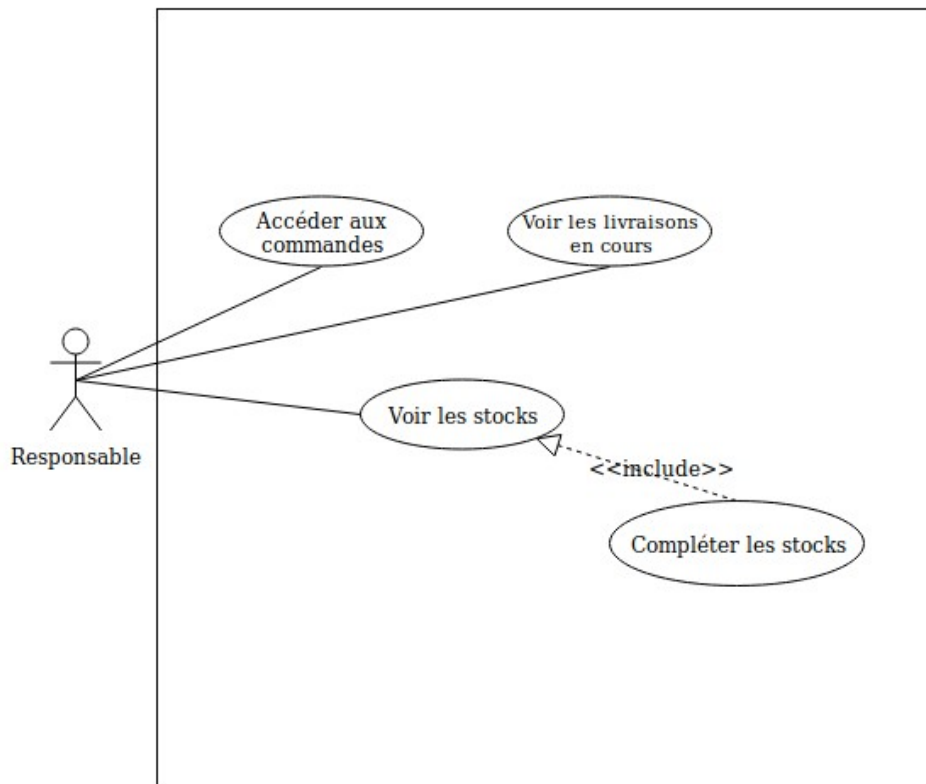 Accéder aux
commandes
Voir les livraisons
en cours
Voir les stocks
Responsable
<<include>>
Compléter les stocks